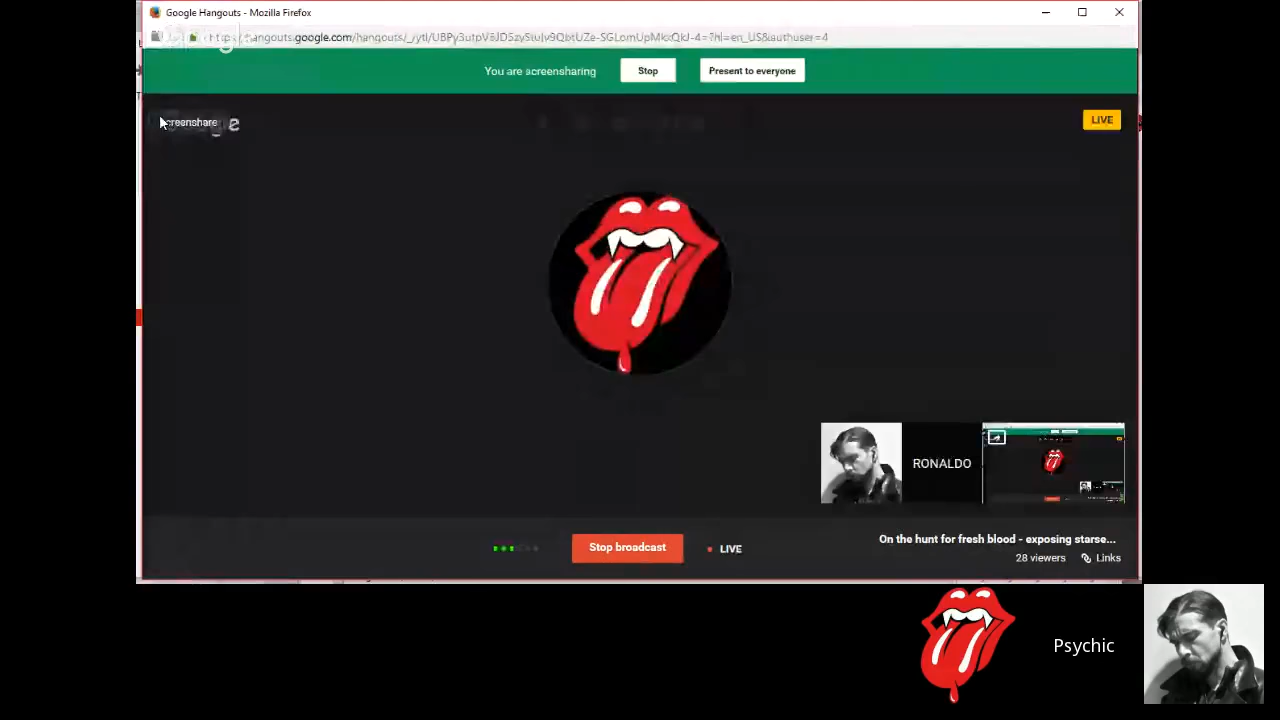 Google Hangouts - Mozilla Firefox
You are screensharing
Stop
Present to everyone
LIVE
RONALDO
On the hunt for fresh blood - exposing starse...
Stop broadcast
LIVE
28 viewers
Links
Psychic